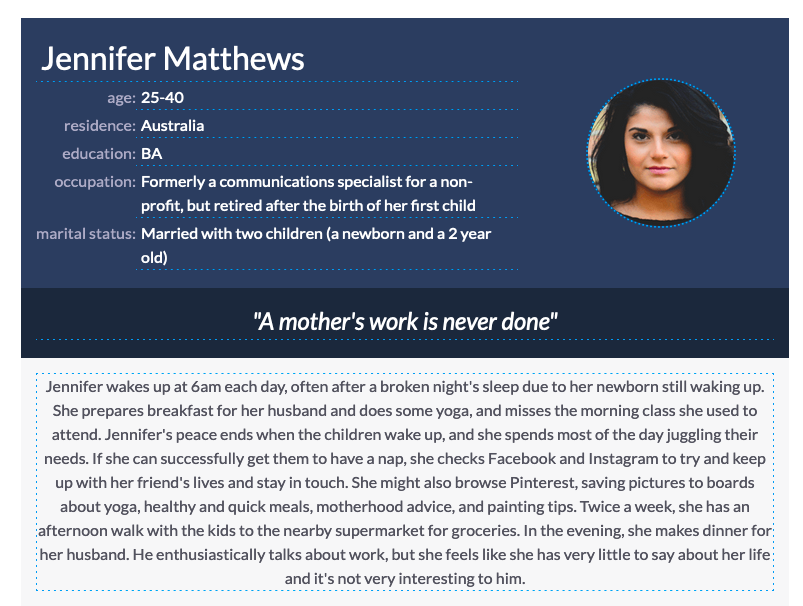 Jennifer Matthews
age: 25-40
residence: Australia
education: BA
occupation: Formerly a communications specialist for a non-
profit, but retired after the birth of her first child
marital status: Married with two children (a newborn and a 2 year
old)
"A mother's work is never done"
Jennifer wakes up at 6am each day, often after a broken night's sleep due to her newborn still waking up.
She prepares breakfast for her husband and does some yoga, and misses the morning class she used to
attend. Jennifer's peace ends when the children wake up, and she spends most of the day juggling their
needs. If she can successfully get them to have a nap, she checks Facebook and Instagram to try and keep
up with her friend's lives and stay in touch. She might also browse Pinterest, saving pictures to boards
about yoga, healthy and quick meals, motherhood advice, and painting tips. Twice a week, she has an
afternoon walk with the kids to the nearby supermarket for groceries. In the evening, she makes dinner for
her husband. He enthusiastically talks about work, but she feels like she has very little to say about her life
and it's not very interesting to him.